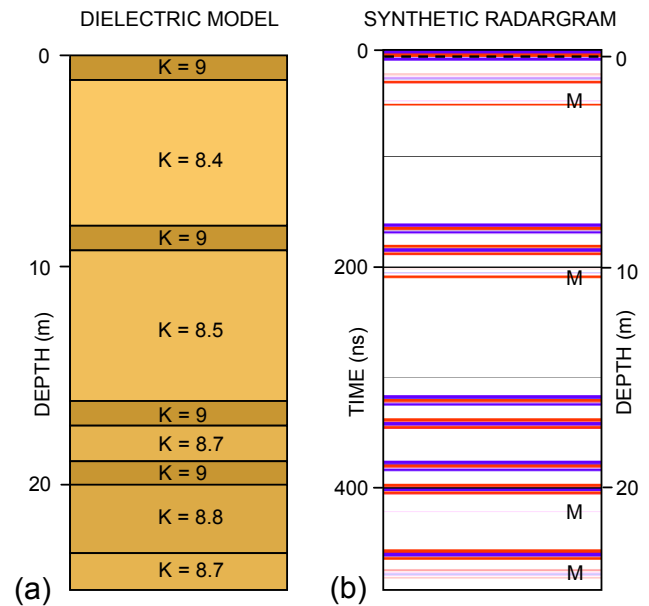 DIELECTRIC MODEL
0
10
20
DEPTH (m)
K = 9
K = 8.4
K = 9
K = 8.5
K = 9
K = 8.7
K = 9
K = 8.8
K = 8.7
(a)
SYNTHETIC RADARGRAM
0
200
400
TIME (ns)
M
M
M
M
0
10
20
DEPTH (m)
(b)